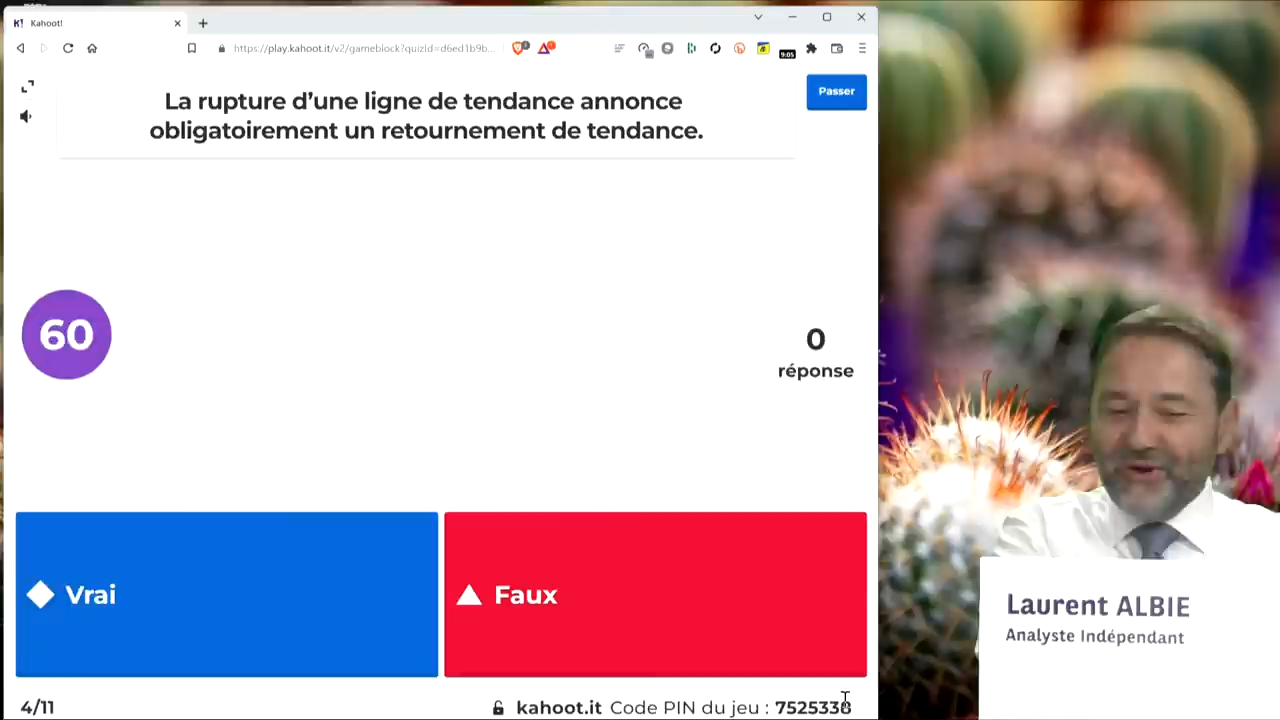 K! Kahoot!
https://play.kahoot.it/v2/gameblock?quizId=d6ed1b9b...
9:05
La rupture d’une ligne de tendance annonce
obligatoirement un retournement de tendance.
Passer
60
0
réponse
Vrai
Faux
4/11
kahoot.it Code PIN du jeu : 7525338
Laurent ALBIE
Analyste Indépendant